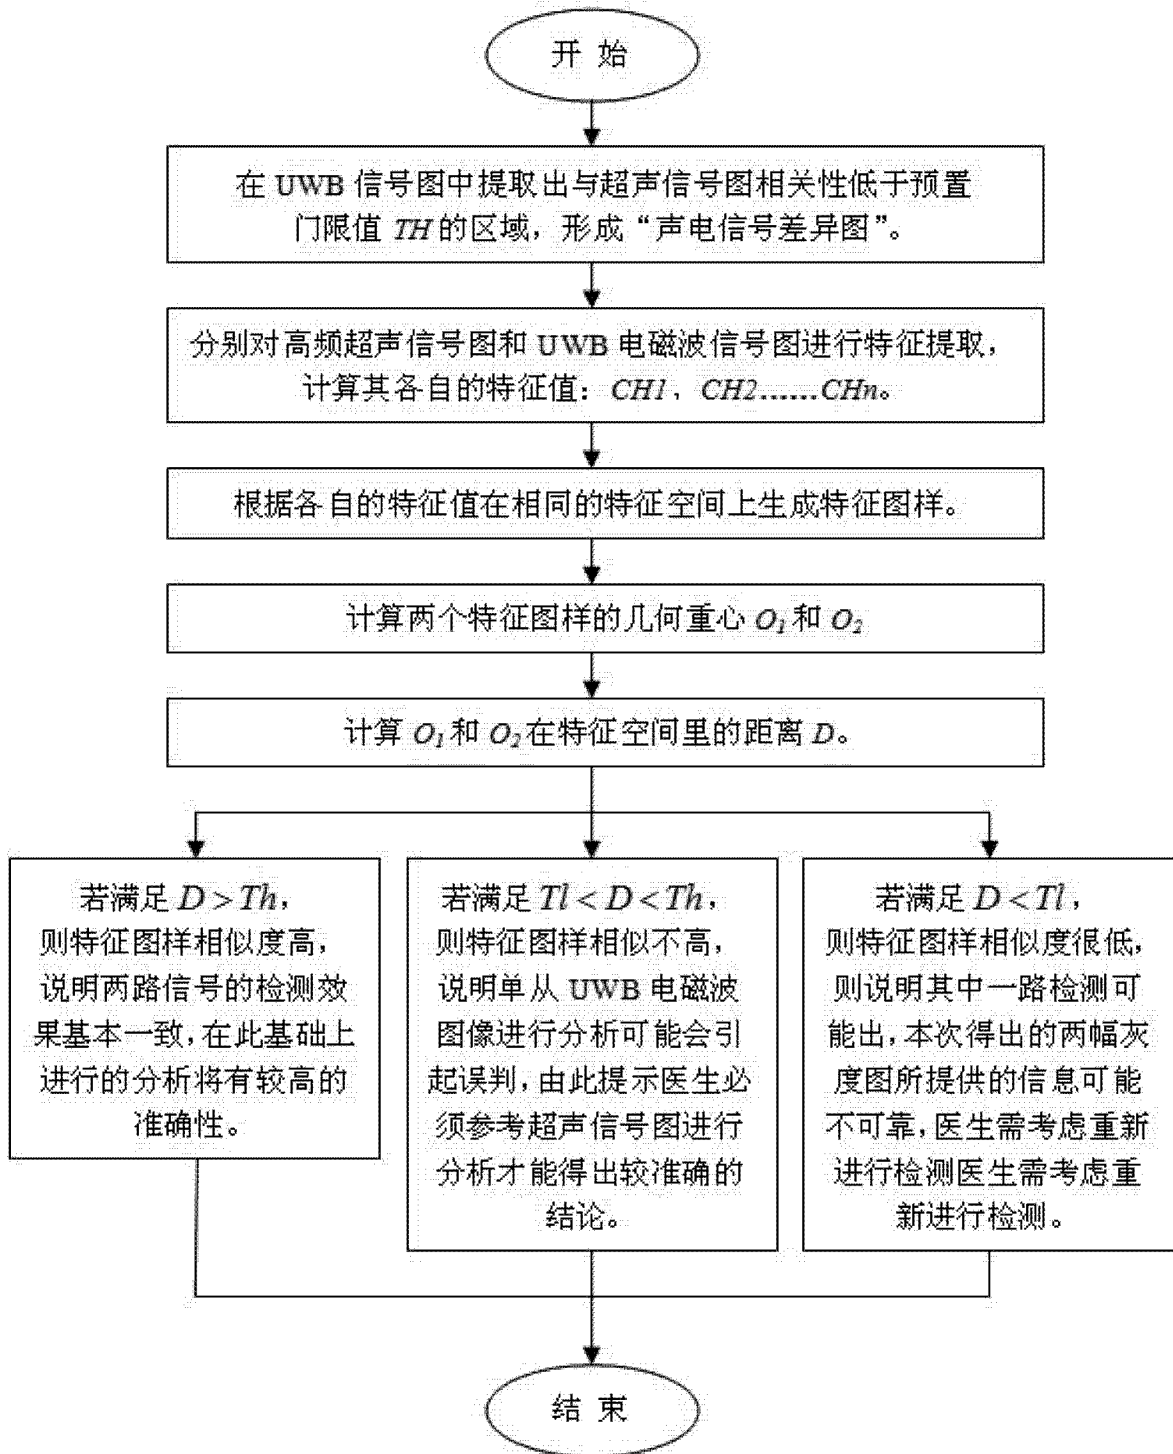 开 始
在 UWB 信号图中提取出与超声信号图相关性低于预置
门限值 TH 的区域，形成“声电信号差异图”。
分别对高频超声信号图和 UWB 电磁波信号图进行特征提取，
计算其各自的特征值：CH1、CH2......CHn。
根据各自的特征值在相同的特征空间上生成特征图样。
计算两个特征图样的几何重心 O₁和 O₂
计算 O₁和 O₂在特征空间里的距离 D。
若满足 D＞Th，
则特征图样相似度高，
说明两路信号的检测效
果基本一致，在此基础上
进行的分析将有较高的
准确性。
若满足 Tl＜D＜Th，
则特征图样相似不高，
说明单从 UWB 电磁波
图像进行分析可能会引
起误判，由此提示医生必
须参考超声信号图进行
分析才能得出较准确的
结论。
若满足 D＜Tl，
则特征图样相似度很低，
则说明其中一路检测可
能出，本次得出的两幅灰
度图所提供的信息可能
不可靠，医生需考虑重新
进行检测医生需考虑重
新进行检测。
结 束